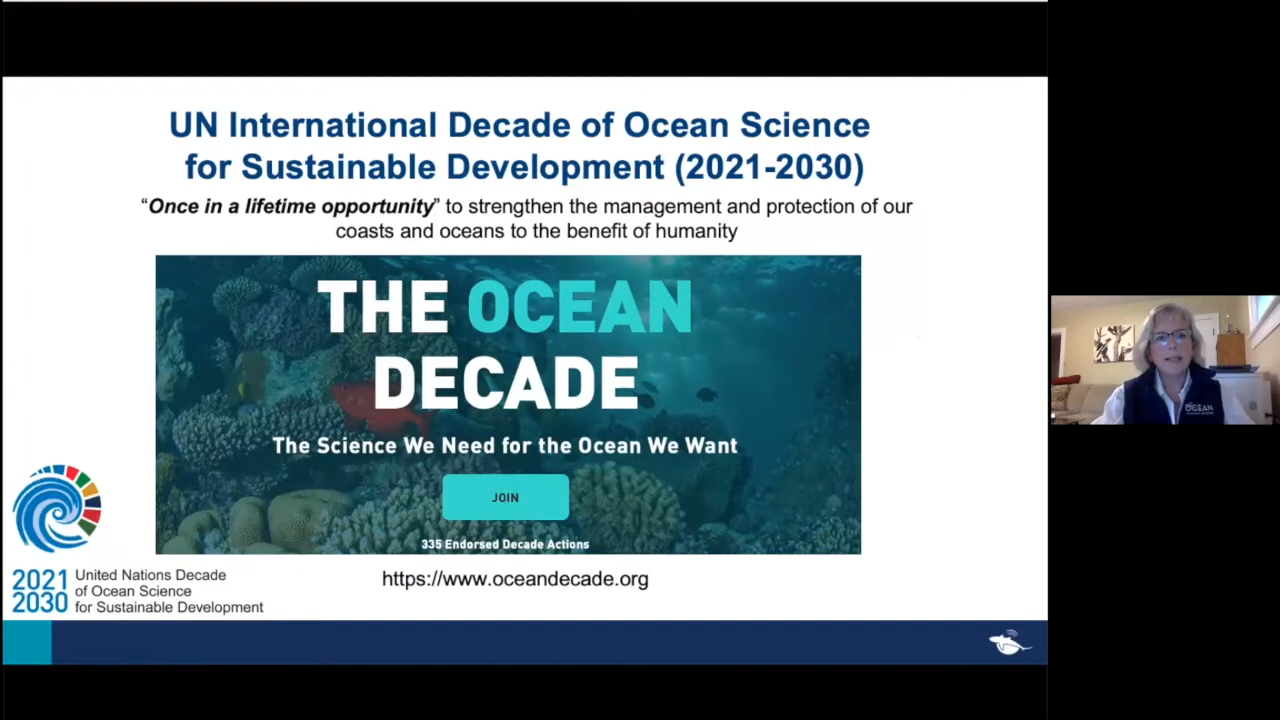 UN International Decade of Ocean Science
for Sustainable Development (2021-2030)
“Once in a lifetime opportunity” to strengthen the management and protection of our
coasts and oceans to the benefit of humanity
THE OCEAN
DECADE
The Science We Need for the Ocean We Want
JOIN
335 Endorsed Decade Actions
https://www.oceandecade.org
2021
2030
United Nations Decade
of Ocean Science
for Sustainable Development
OCEAN